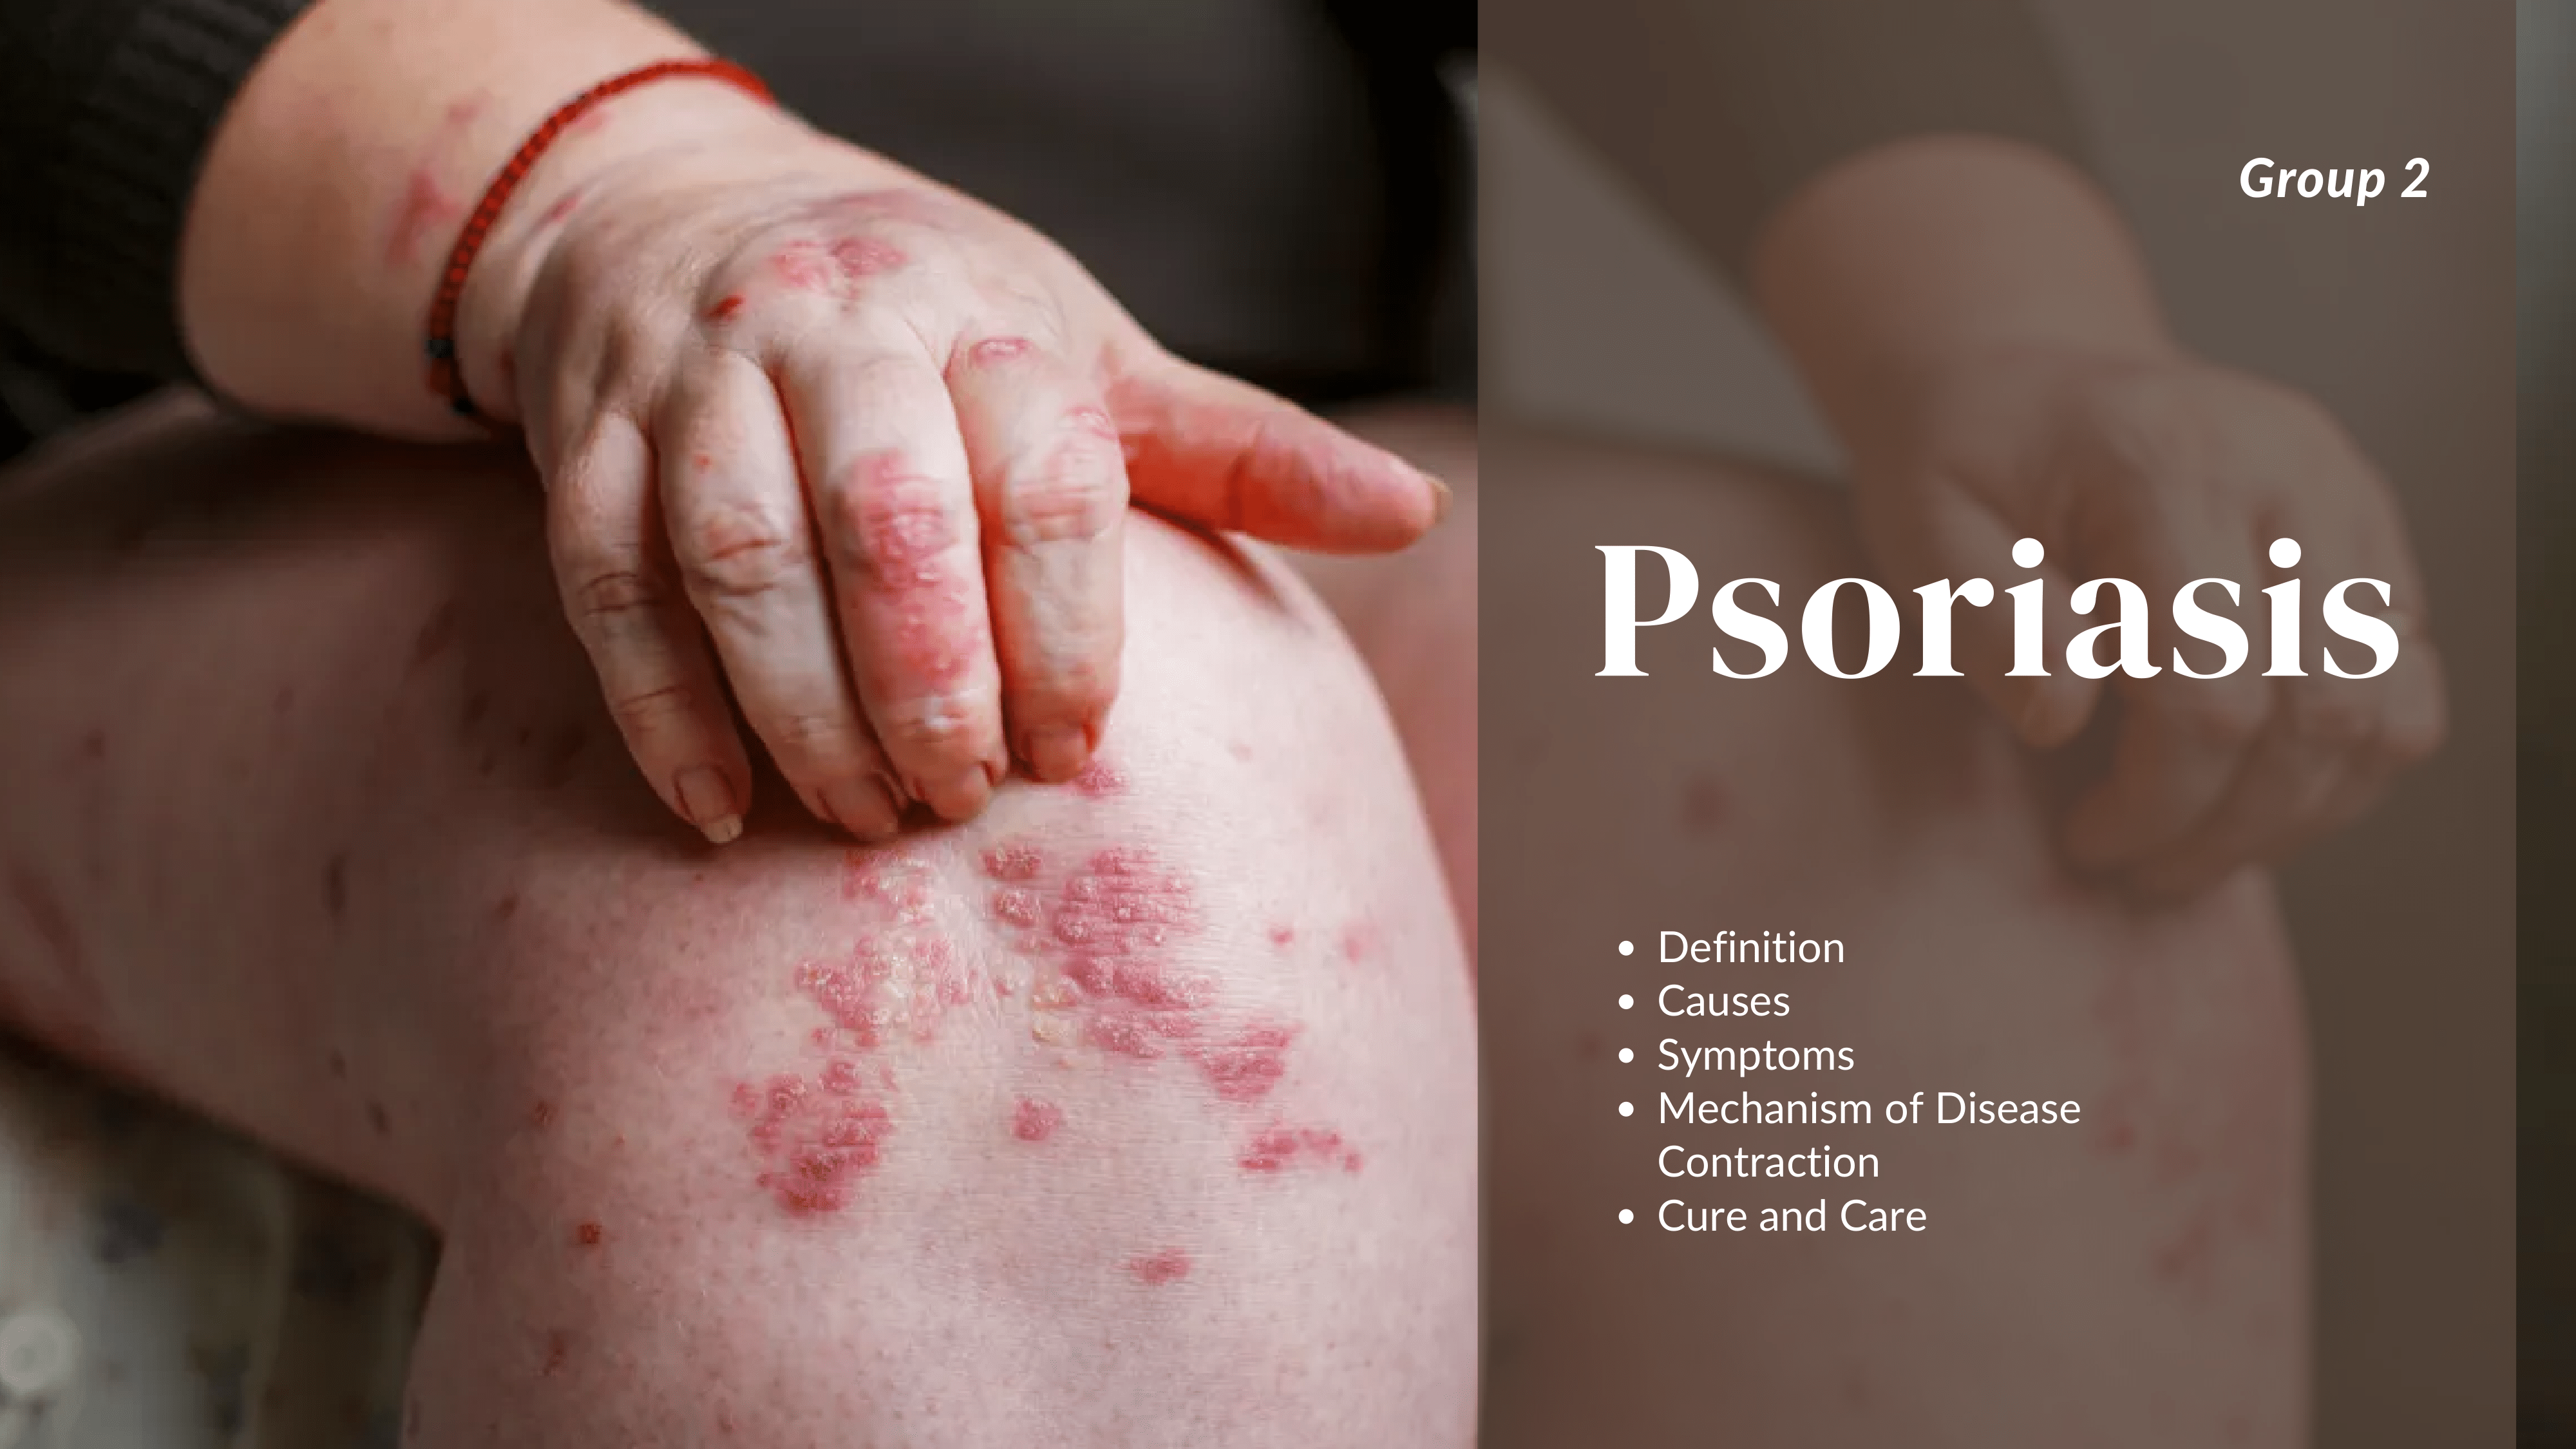 Group 2
Psoriasis
• Definition
• Causes
• Symptoms
• Mechanism of Disease
Contraction
• Cure and Care